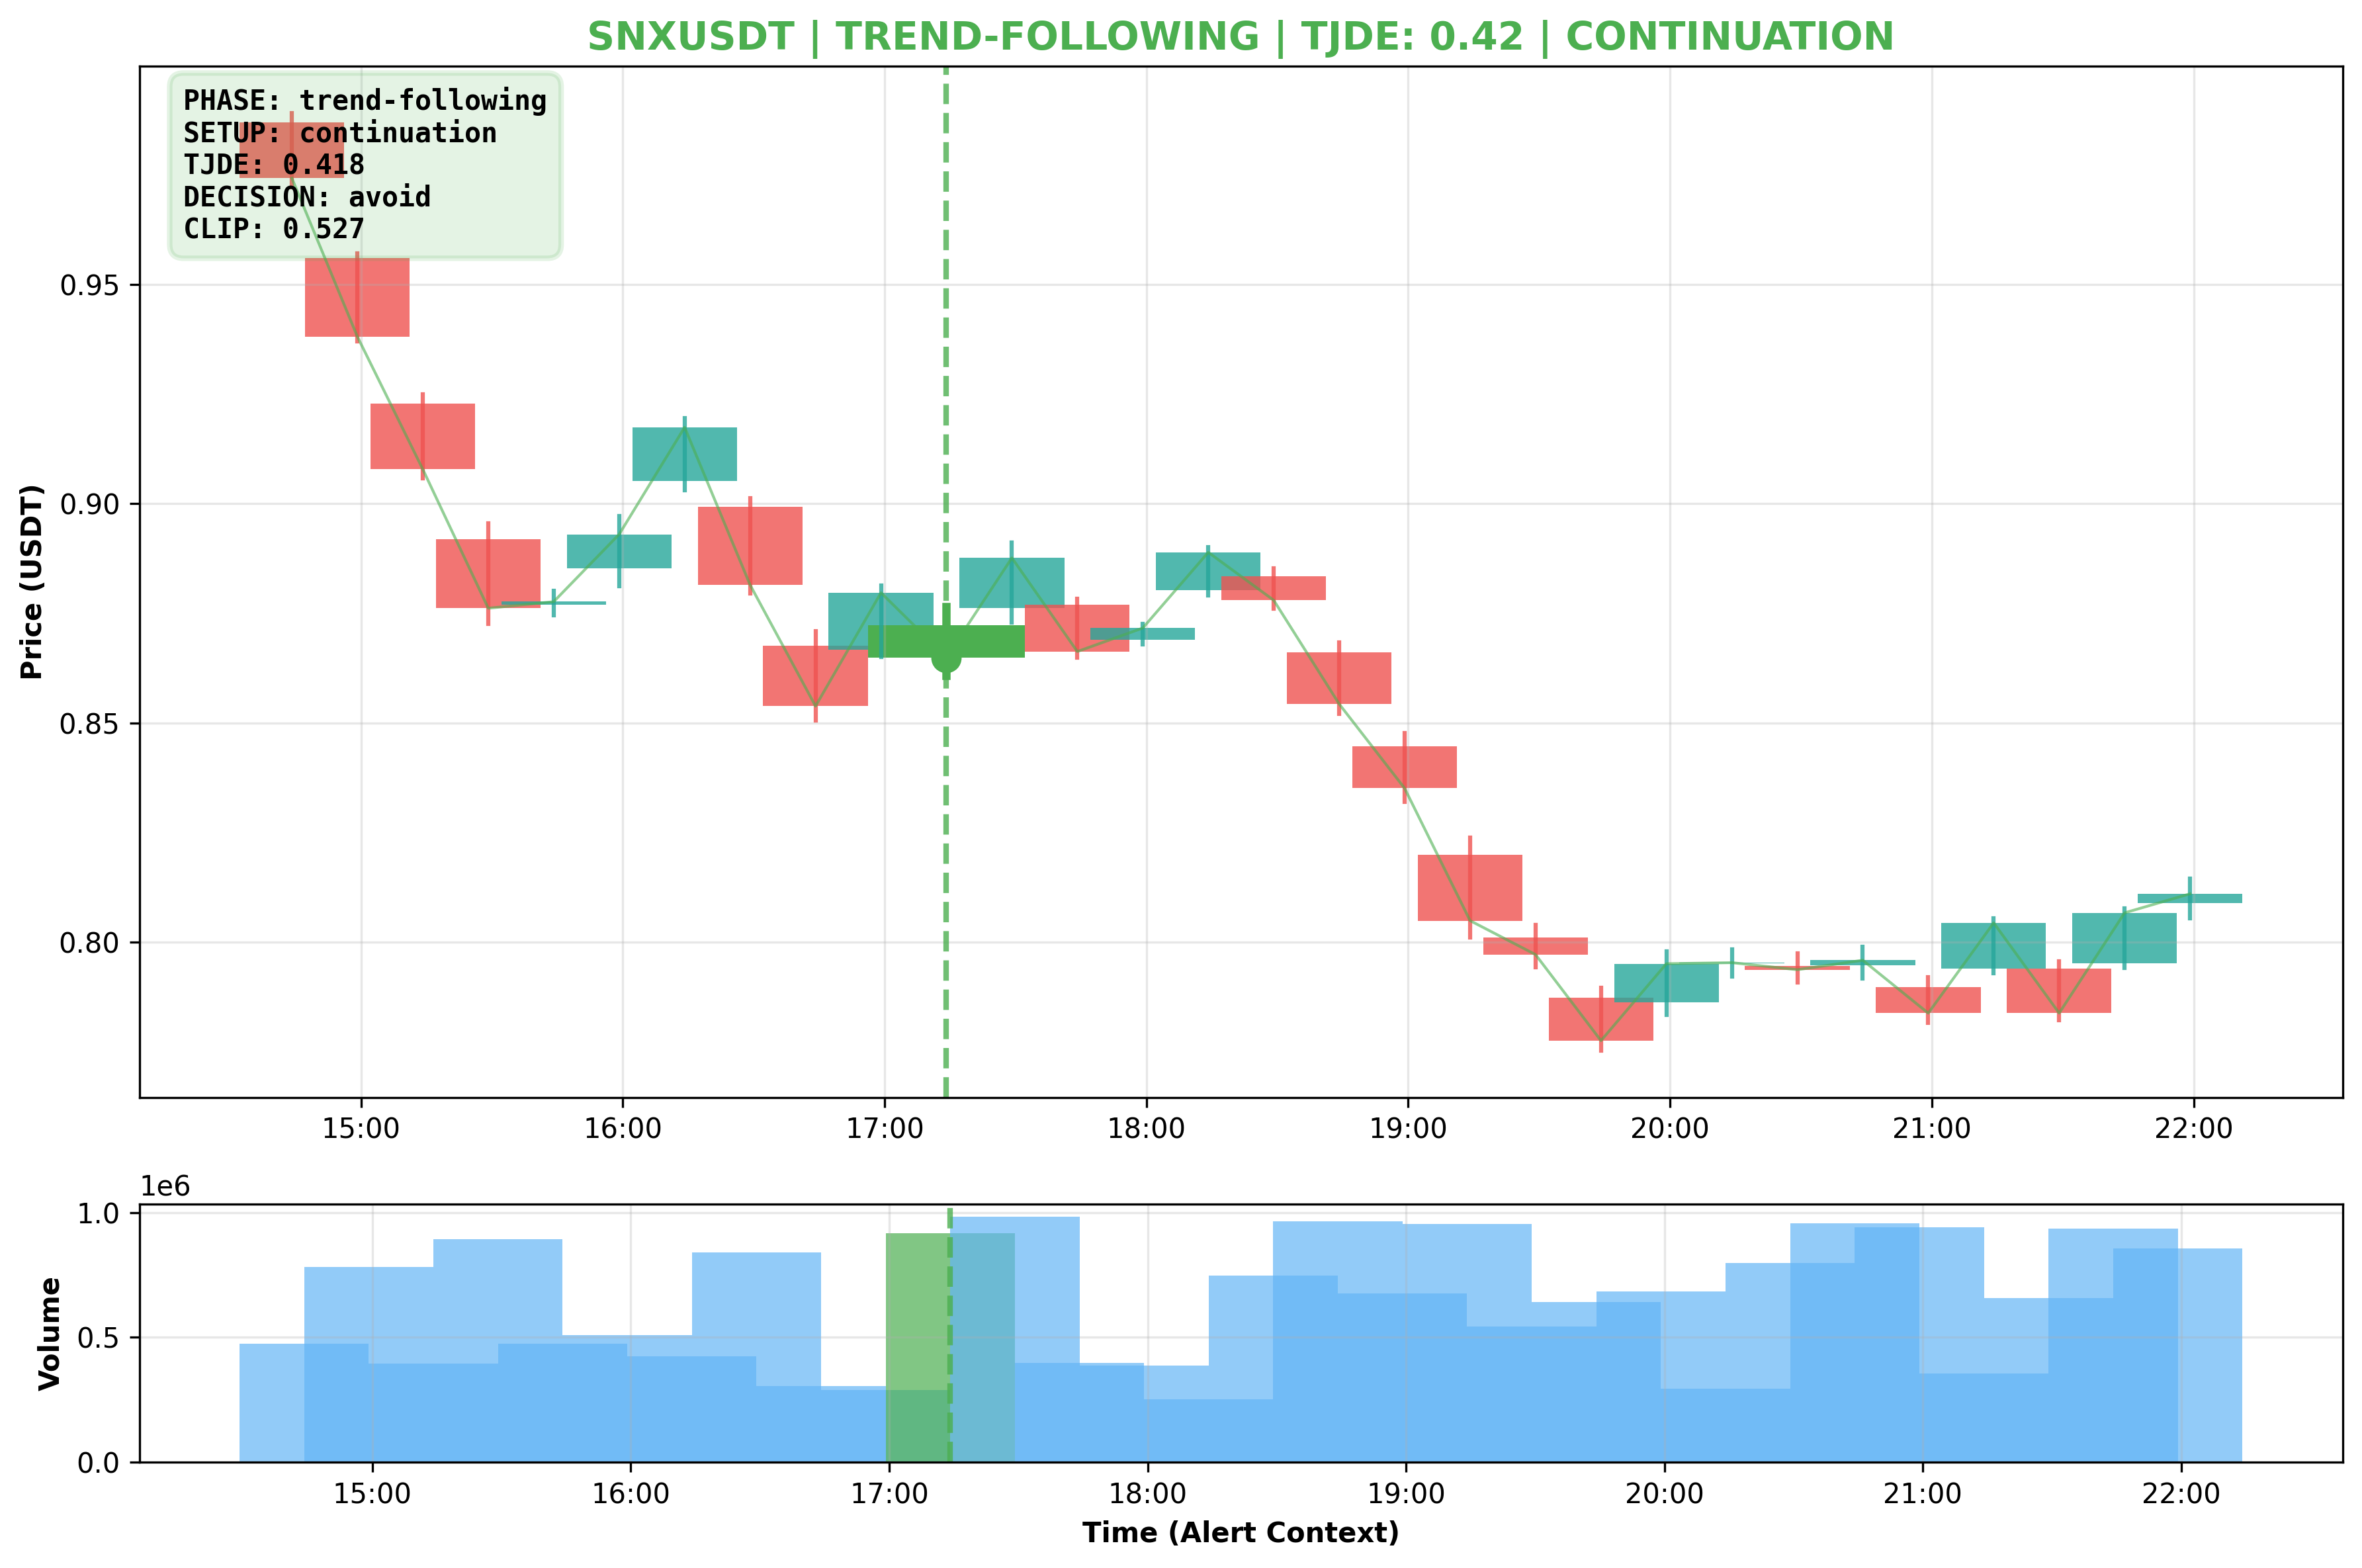 SNXUSDT | TREND-FOLLOWING | TJDE: 0.42 | CONTINUATION
PHASE: trend-following
SETUP: continuation
TJDE: 0.418
DECISION: avoid
CLIP: 0.527
Price (USDT)
0.95
0.90
0.85
0.80
15:00 16:00 17:00 18:00 19:00 20:00 21:00 22:00
1e6
Volume
1.0
0.5
0.0
15:00 16:00 17:00 18:00 19:00 20:00 21:00 22:00
Time (Alert Context)